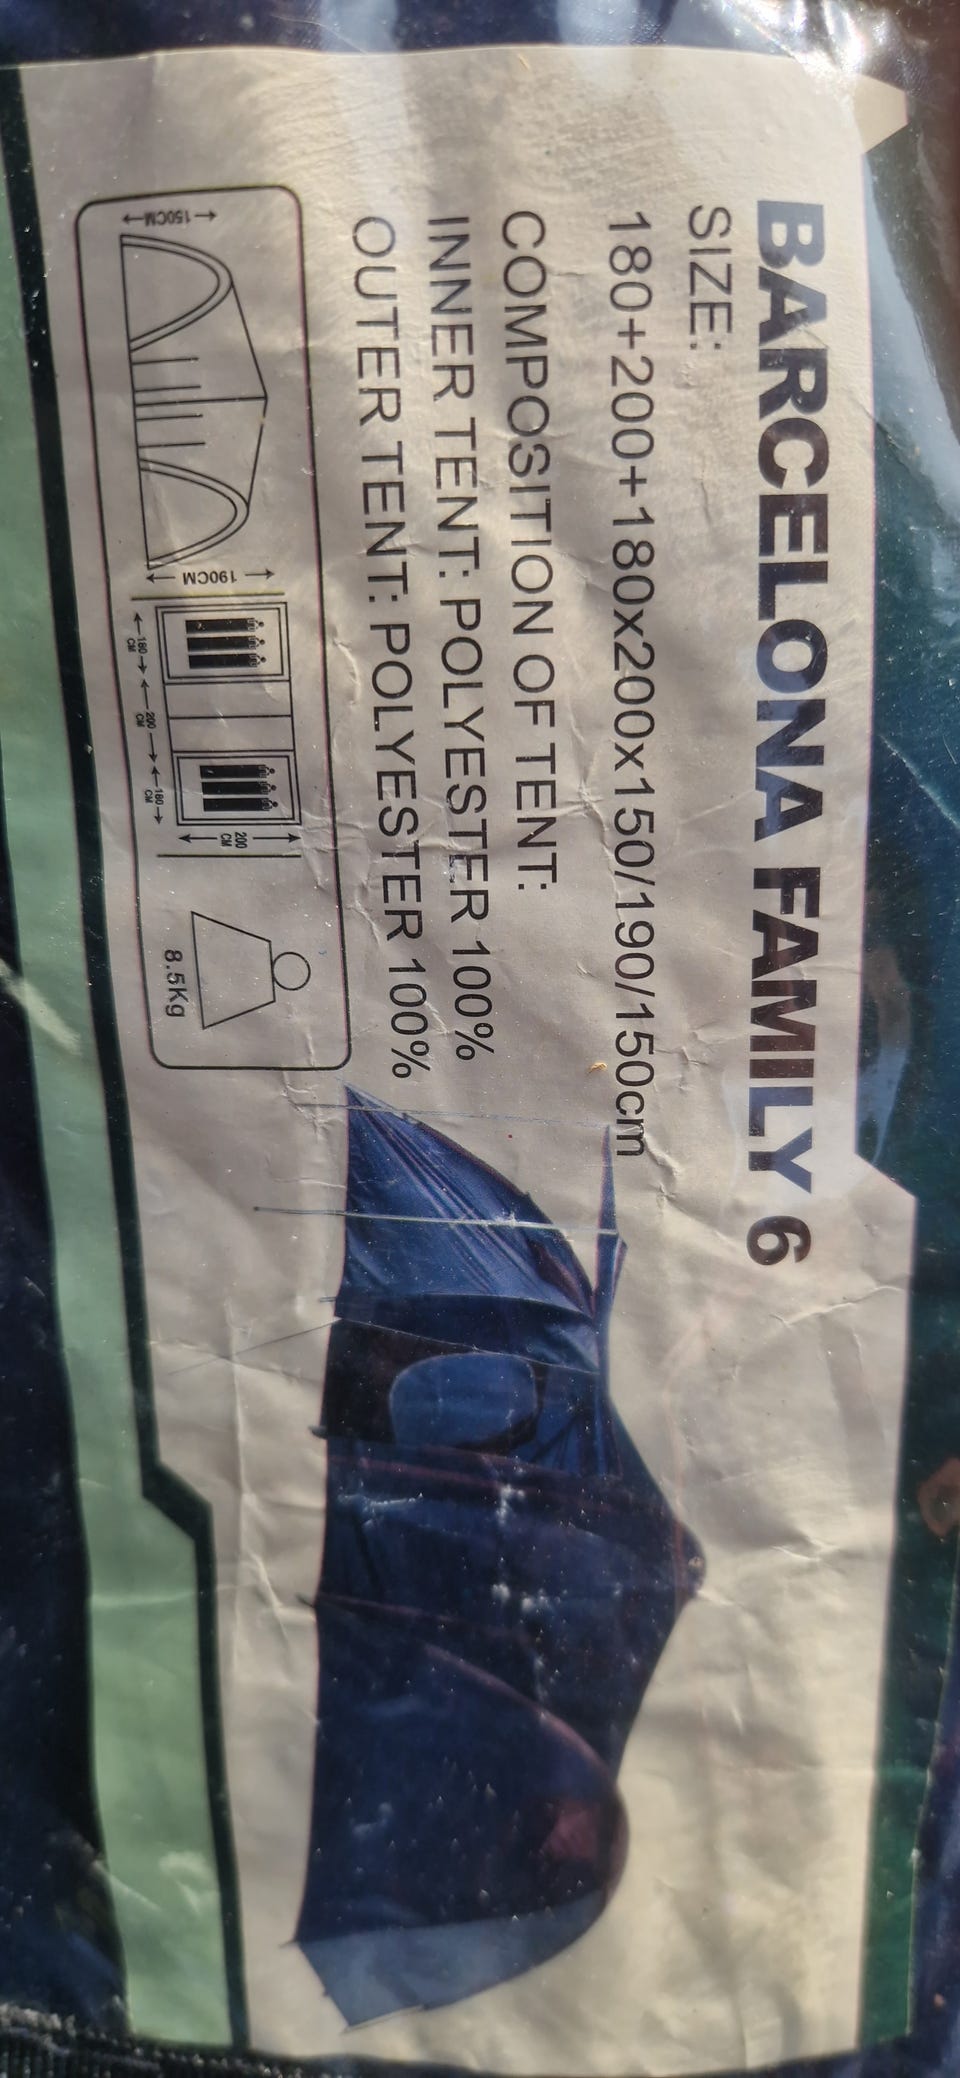 BARCELONA FAMILY 6
SIZE:
180+200+180x200x150/190/150cm
COMPOSITION OF TENT:
INNER TENT: POLYESTER 100%
OUTER TENT: POLYESTER 100%
150CM
190CM
180
CM
200
CM
180
CM
200
CM
8.5Kg